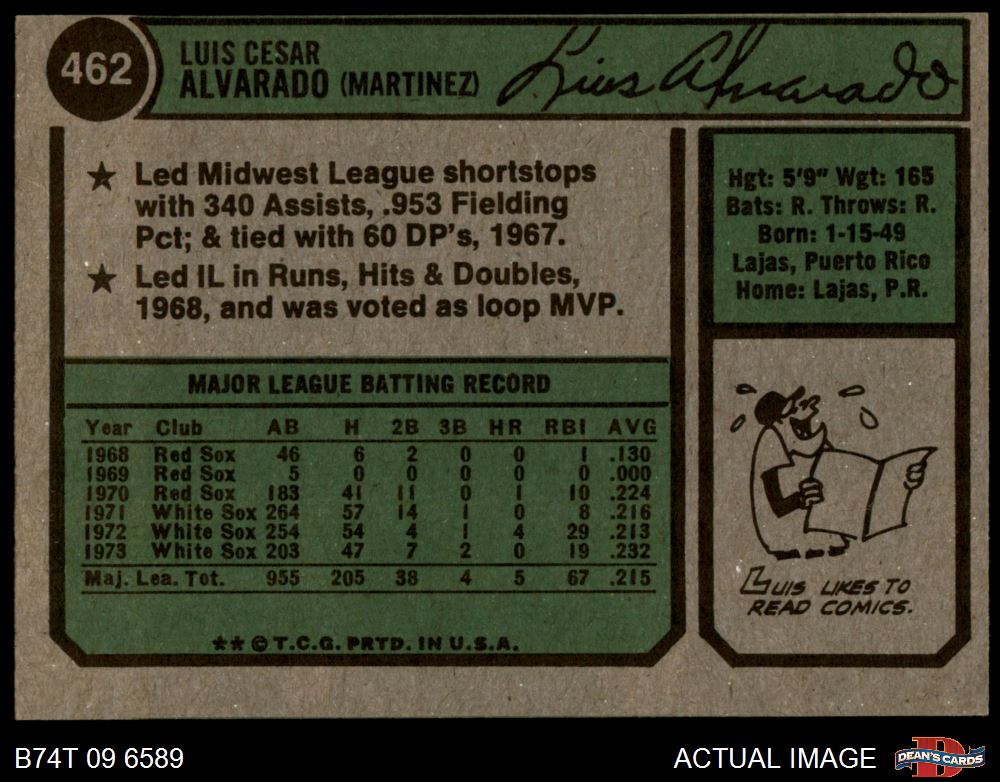 462
LUIS CESAR
ALVARADO (MARTINEZ)
Luis Alvarado
★ Led Midwest League shortstops
with 340 Assists, .953 Fielding
Pct; & tied with 60 DP's, 1967.
★ Led IL in Runs, Hits & Doubles,
1968, and was voted as loop MVP.
Hgt: 5'9" Wgt: 165
Bats: R. Throws: R.
Born: 1-15-49
Lajas, Puerto Rico
Home: Lajas, P.R.
MAJOR LEAGUE BATTING RECORD
Year Club AB H 2B 3B HR RBI AVG
1968 Red Sox 46 6 2 0 0 1 .130
1969 Red Sox 5 0 0 0 0 0 .000
1970 Red Sox 183 41 11 0 1 10 .224
1971 White Sox 264 57 14 1 0 8 .216
1972 White Sox 254 54 4 1 4 29 .213
1973 White Sox 203 47 7 2 0 19 .232
Maj. Lea. Tot. 955 205 38 4 5 67 .215
** © T.C.G. PRTD. IN U.S.A.
LUIS LIKES TO
READ COMICS.
B74T 09 6589
ACTUAL IMAGE
D
DEAN'S CARDS